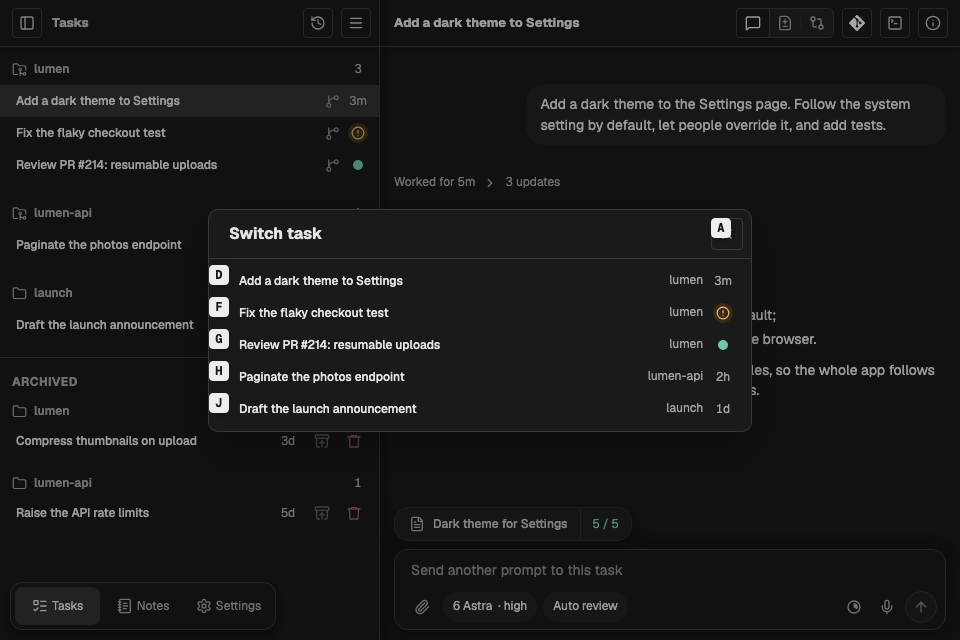 Tasks
Add a dark theme to Settings
lumen 3
Add a dark theme to Settings 3m
Fix the flaky checkout test
Review PR #214: resumable uploads
lumen-api
Paginate the photos endpoint
launch
Draft the launch announcement
ARCHIVED
lumen
Compress thumbnails on upload 3d
lumen-api 1
Raise the API rate limits 5d
Tasks Notes Settings
Add a dark theme to the Settings page. Follow the system
setting by default, let people override it, and add tests.
Worked for 5m 3 updates
ault;
e browser.
les, so the whole app follows
s.
Switch task A
D Add a dark theme to Settings lumen 3m
F Fix the flaky checkout test lumen
G Review PR #214: resumable uploads lumen
H Paginate the photos endpoint lumen-api 2h
J Draft the launch announcement launch 1d
Dark theme for Settings 5 / 5
Send another prompt to this task
6 Astra · high Auto review